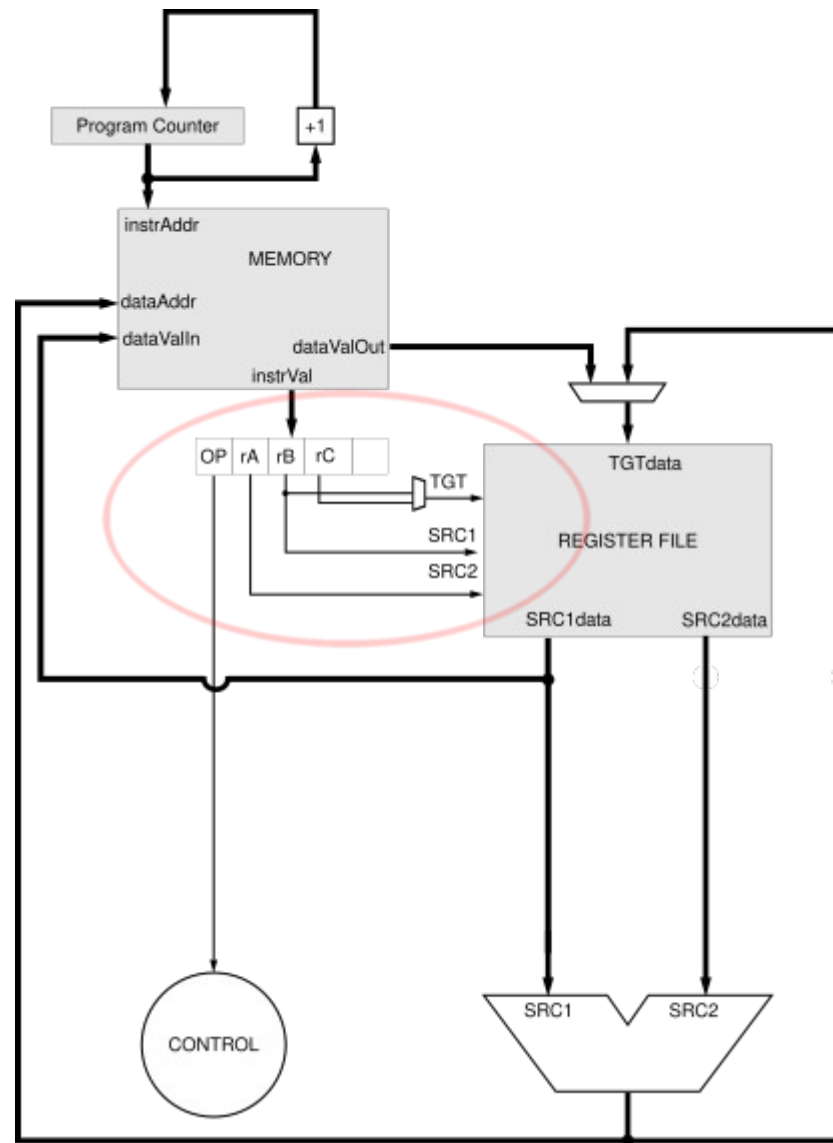 Program Counter
+1
instrAddr
MEMORY
dataAddr
dataValIn
dataValOut
instrVal
OP rA rB rC
TGTdata
TGT
SRC1
REGISTER FILE
SRC2
SRC1data SRC2data
SRC1 SRC2
CONTROL